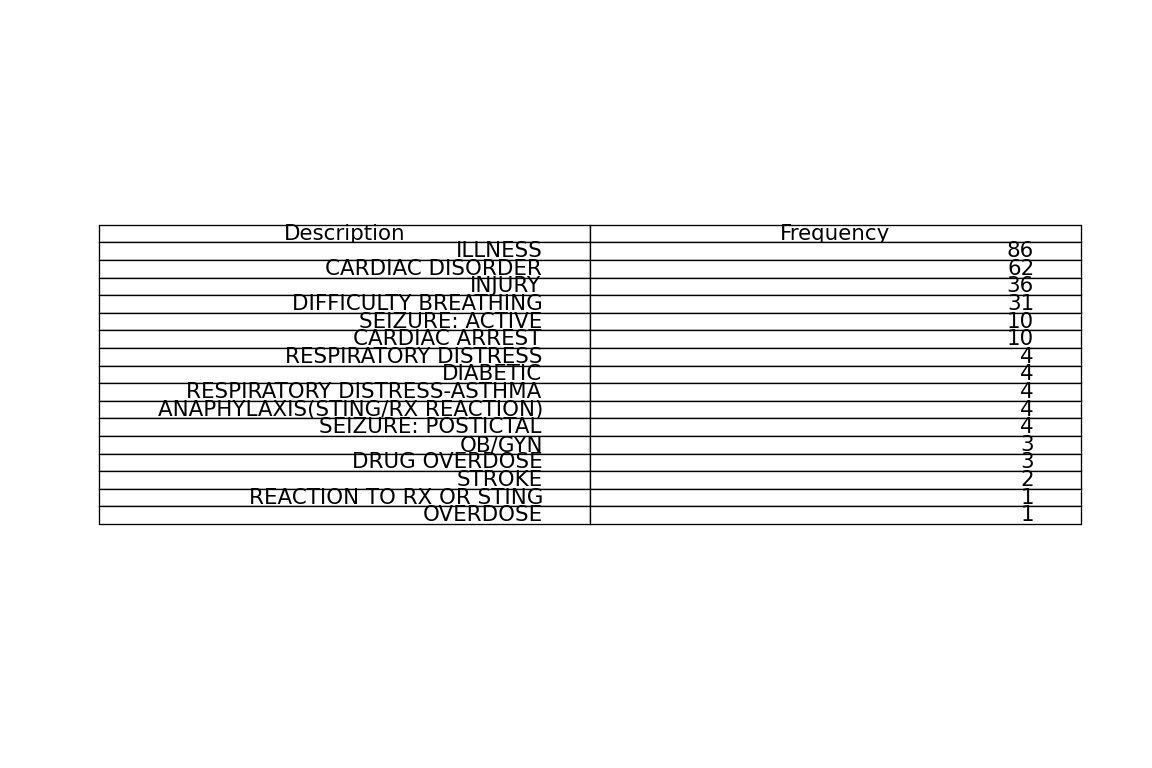 Description Frequency
ILLNESS 86
CARDIAC DISORDER 62
INJURY 36
DIFFICULTY BREATHING 31
SEIZURE: ACTIVE 10
CARDIAC ARREST 10
RESPIRATORY DISTRESS 4
DIABETIC 4
RESPIRATORY DISTRESS-ASTHMA 4
ANAPHYLAXIS(STING/RX REACTION) 4
SEIZURE: POSTICTAL 4
OB/GYN 3
DRUG OVERDOSE 3
STROKE 2
REACTION TO RX OR STING 1
OVERDOSE 1